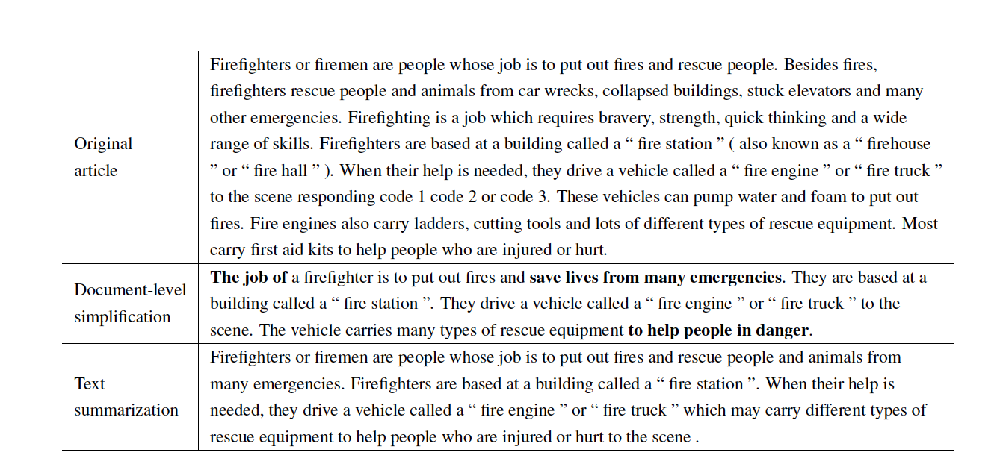 Original
article
Firefighters or firemen are people whose job is to put out fires and rescue people. Besides fires,
firefighters rescue people and animals from car wrecks, collapsed buildings, stuck elevators and many
other emergencies. Firefighting is a job which requires bravery, strength, quick thinking and a wide
range of skills. Firefighters are based at a building called a “ fire station ” ( also known as a “ firehouse
” or “ fire hall ” ). When their help is needed, they drive a vehicle called a “ fire engine ” or “ fire truck ”
to the scene responding code 1 code 2 or code 3. These vehicles can pump water and foam to put out
fires. Fire engines also carry ladders, cutting tools and lots of different types of rescue equipment. Most
carry first aid kits to help people who are injured or hurt.
Document-level
simplification
The job of a firefighter is to put out fires and save lives from many emergencies. They are based at a
building called a “ fire station ”. They drive a vehicle called a “ fire engine ” or “ fire truck ” to the
scene. The vehicle carries many types of rescue equipment to help people in danger.
Text
summarization
Firefighters or firemen are people whose job is to put out fires and rescue people and animals from
many emergencies. Firefighters are based at a building called a “ fire station ”. When their help is
needed, they drive a vehicle called a “ fire engine ” or “ fire truck ” which may carry different types of
rescue equipment to help people who are injured or hurt to the scene .